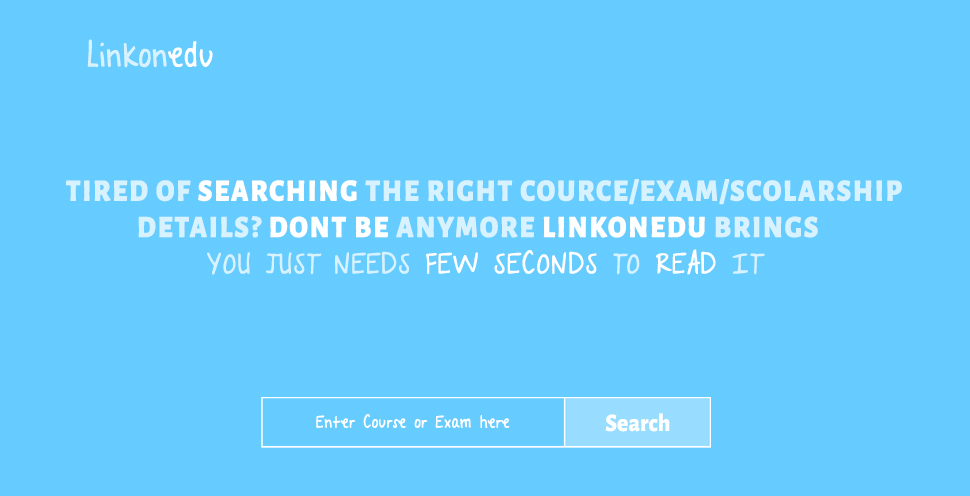 Linkonedu
TIRED OF SEARCHING THE RIGHT COURCE/EXAM/SCOLARSHIP
DETAILS? DONT BE ANYMORE LINKONEDU BRINGS
YOU JUST NEEDS FEW SECONDS TO READ IT
Enter Course or Exam here
Search